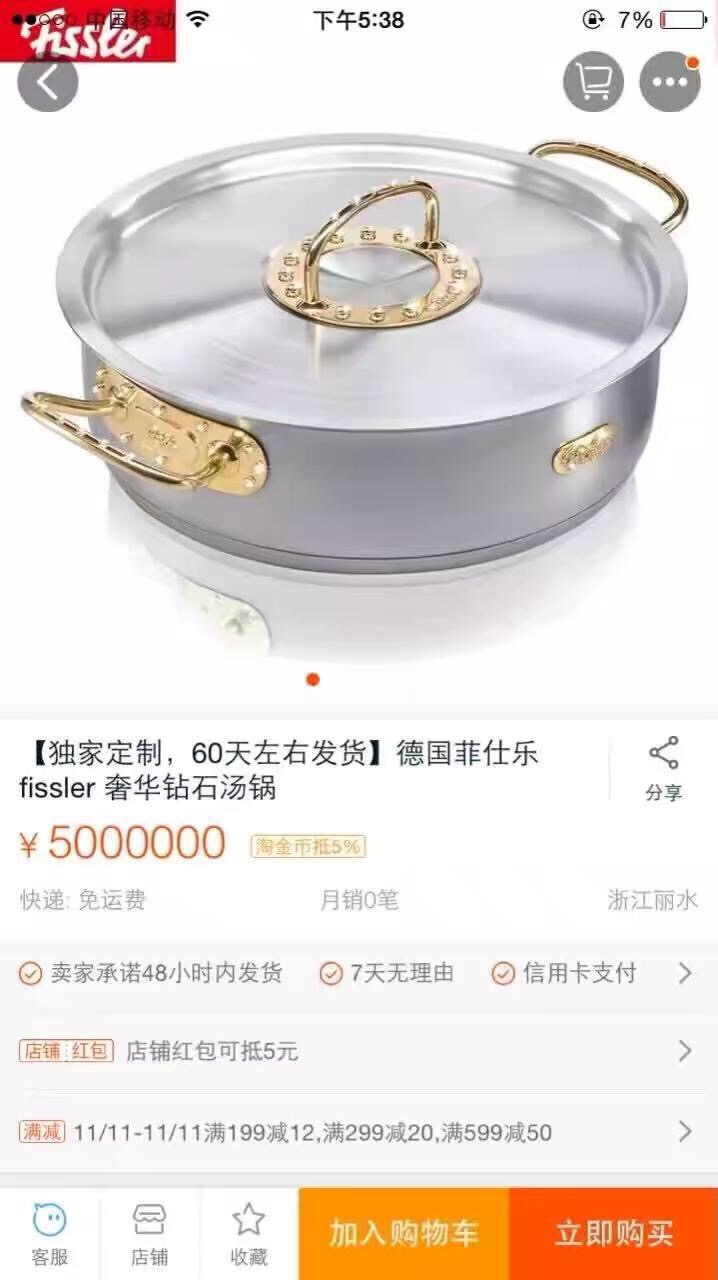 中国移动
下午5:38
7%
Fissler
【独家定制，60天左右发货】德国菲仕乐
fissler 奢华钻石汤锅
分享
¥ 5000000
淘金币抵5%
快递: 免运费
月销0笔
浙江丽水
卖家承诺48小时内发货
7天无理由
信用卡支付
店铺 红包
店铺红包可抵5元
满减
11/11-11/11满199减12,满299减20,满599减50
客服
店铺
收藏
加入购物车
立即购买